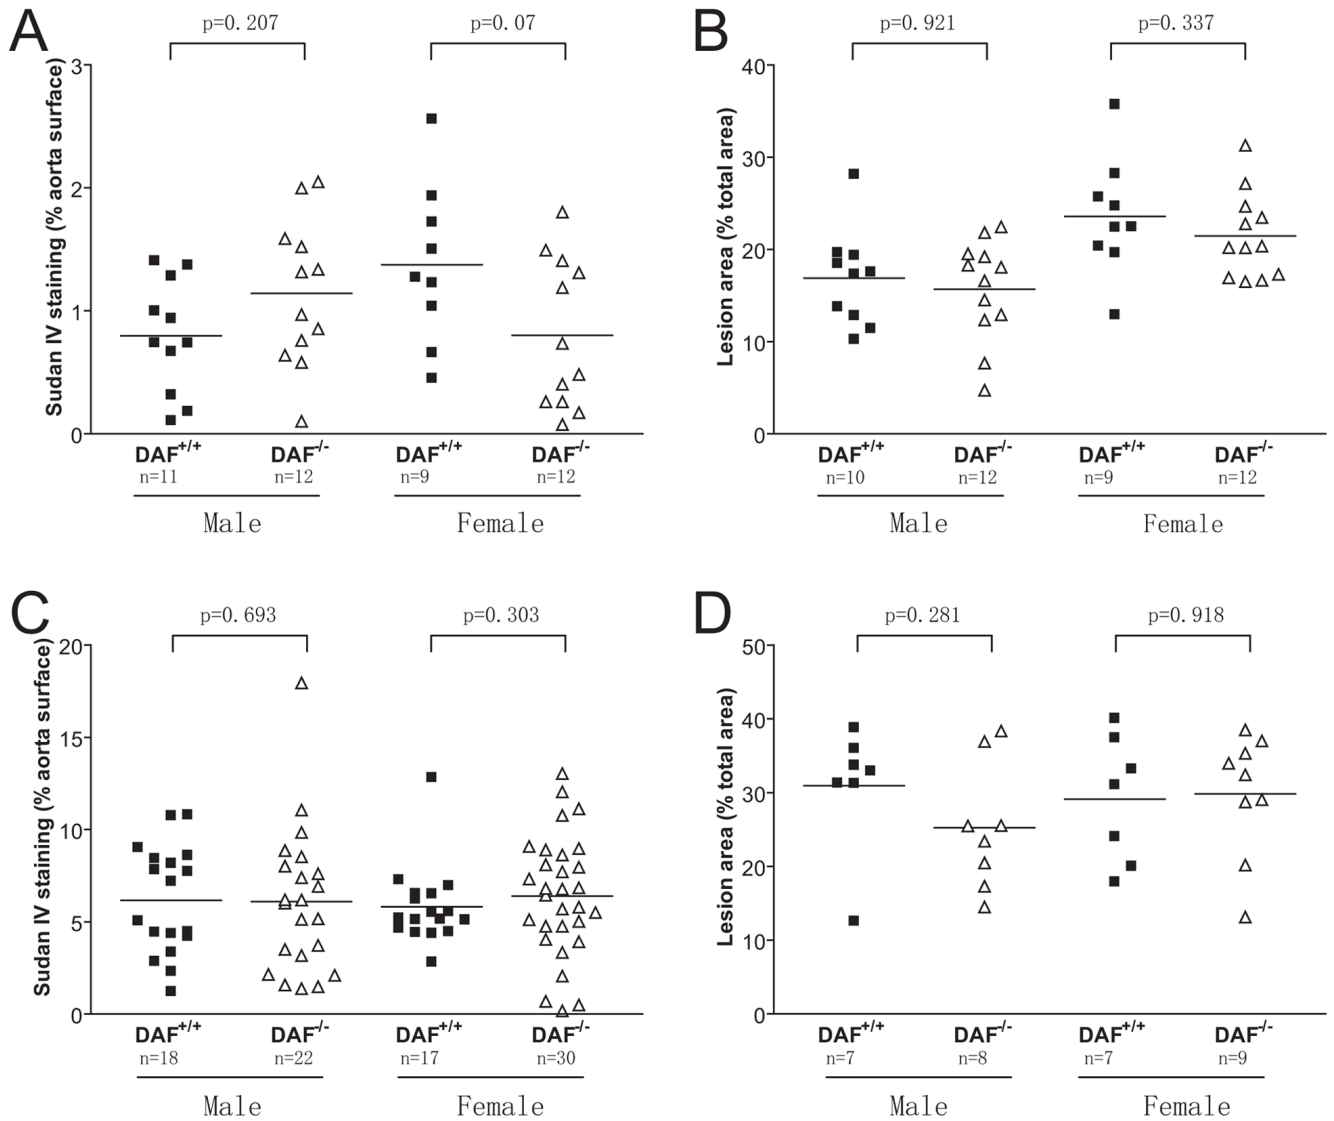 A
p=0.207
p=0.07
Sudan IV staining (% aorta surface)
3
2
1
0
DAF+/+
DAF-/-
DAF+/+
DAF-/-
n=11
n=12
n=9
n=12
Male
Female
B
p=0.921
p=0.337
Lesion area (% total area)
40
30
20
10
0
DAF+/+
DAF-/-
DAF+/+
DAF-/-
n=10
n=12
n=9
n=12
Male
Female
C
p=0.693
p=0.303
Sudan IV staining (% aorta surface)
20
15
10
5
0
DAF+/+
DAF-/-
DAF+/+
DAF-/-
n=18
n=22
n=17
n=30
Male
Female
D
p=0.281
p=0.918
Lesion area (% total area)
50
40
30
20
10
0
DAF+/+
DAF-/-
DAF+/+
DAF-/-
n=7
n=8
n=7
n=9
Male
Female